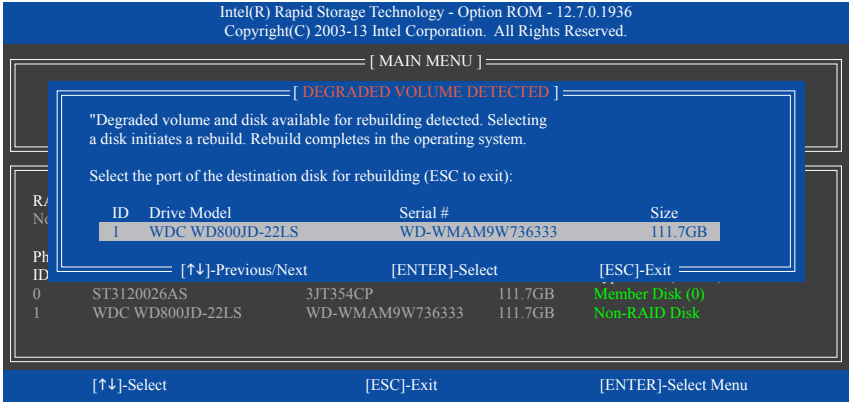 Intel(R) Rapid Storage Technology - Option ROM - 12.7.0.1936
Copyright(C) 2003-13 Intel Corporation. All Rights Reserved.
[ MAIN MENU ]
[ DEGRADED VOLUME DETECTED ]
"Degraded volume and disk available for rebuilding detected. Selecting
a disk initiates a rebuild. Rebuild completes in the operating system.
Select the port of the destination disk for rebuilding (ESC to exit):
ID Drive Model Serial # Size
1 WDC WD800JD-22LS WD-WMAM9W736333 111.7GB
[↑↓]-Previous/Next [ENTER]-Select [ESC]-Exit
ID
0 ST3120026AS 3JT354CP 111.7GB Member Disk (0)
1 WDC WD800JD-22LS WD-WMAM9W736333 111.7GB Non-RAID Disk
[↑↓]-Select [ESC]-Exit [ENTER]-Select Menu